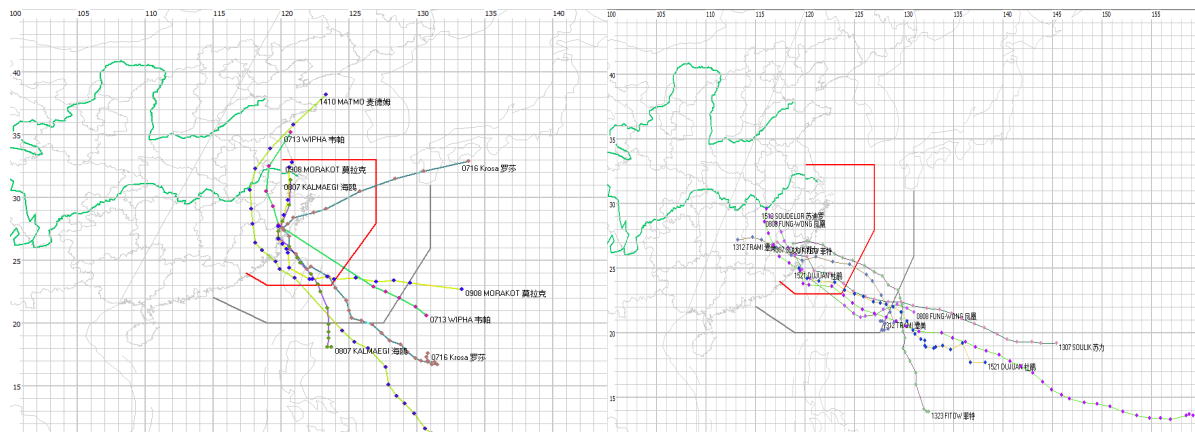 100 105 110 115 120 125 130 135 140
40
35
30
25
20
15
1410 MATMO 麦德姆
0713 WIPHA 韦帕
0908 MORAKOT 莫拉克
0807 KALMAEGI 海鸥
0716 Krosa 罗莎
0908 MORAKOT 莫拉克
0713 WIPHA 韦帕
0807 KALMAEGI 海鸥
0716 Krosa 罗莎
100 105 110 115 120 125 130 135 140 145 150 155
40
35
30
25
20
15
1513 SOUDELOR 苏迪罗
0808 FUNG-WONG 凤凰
1312 TRAMI 潭美
1521 DUJUAN 杜鹃
0808 FUNG-WONG 凤凰
1312 TRAMI 潭美
1307 SOULIK 苏力
1521 DUJUAN 杜鹃
1323 FITOW 菲特